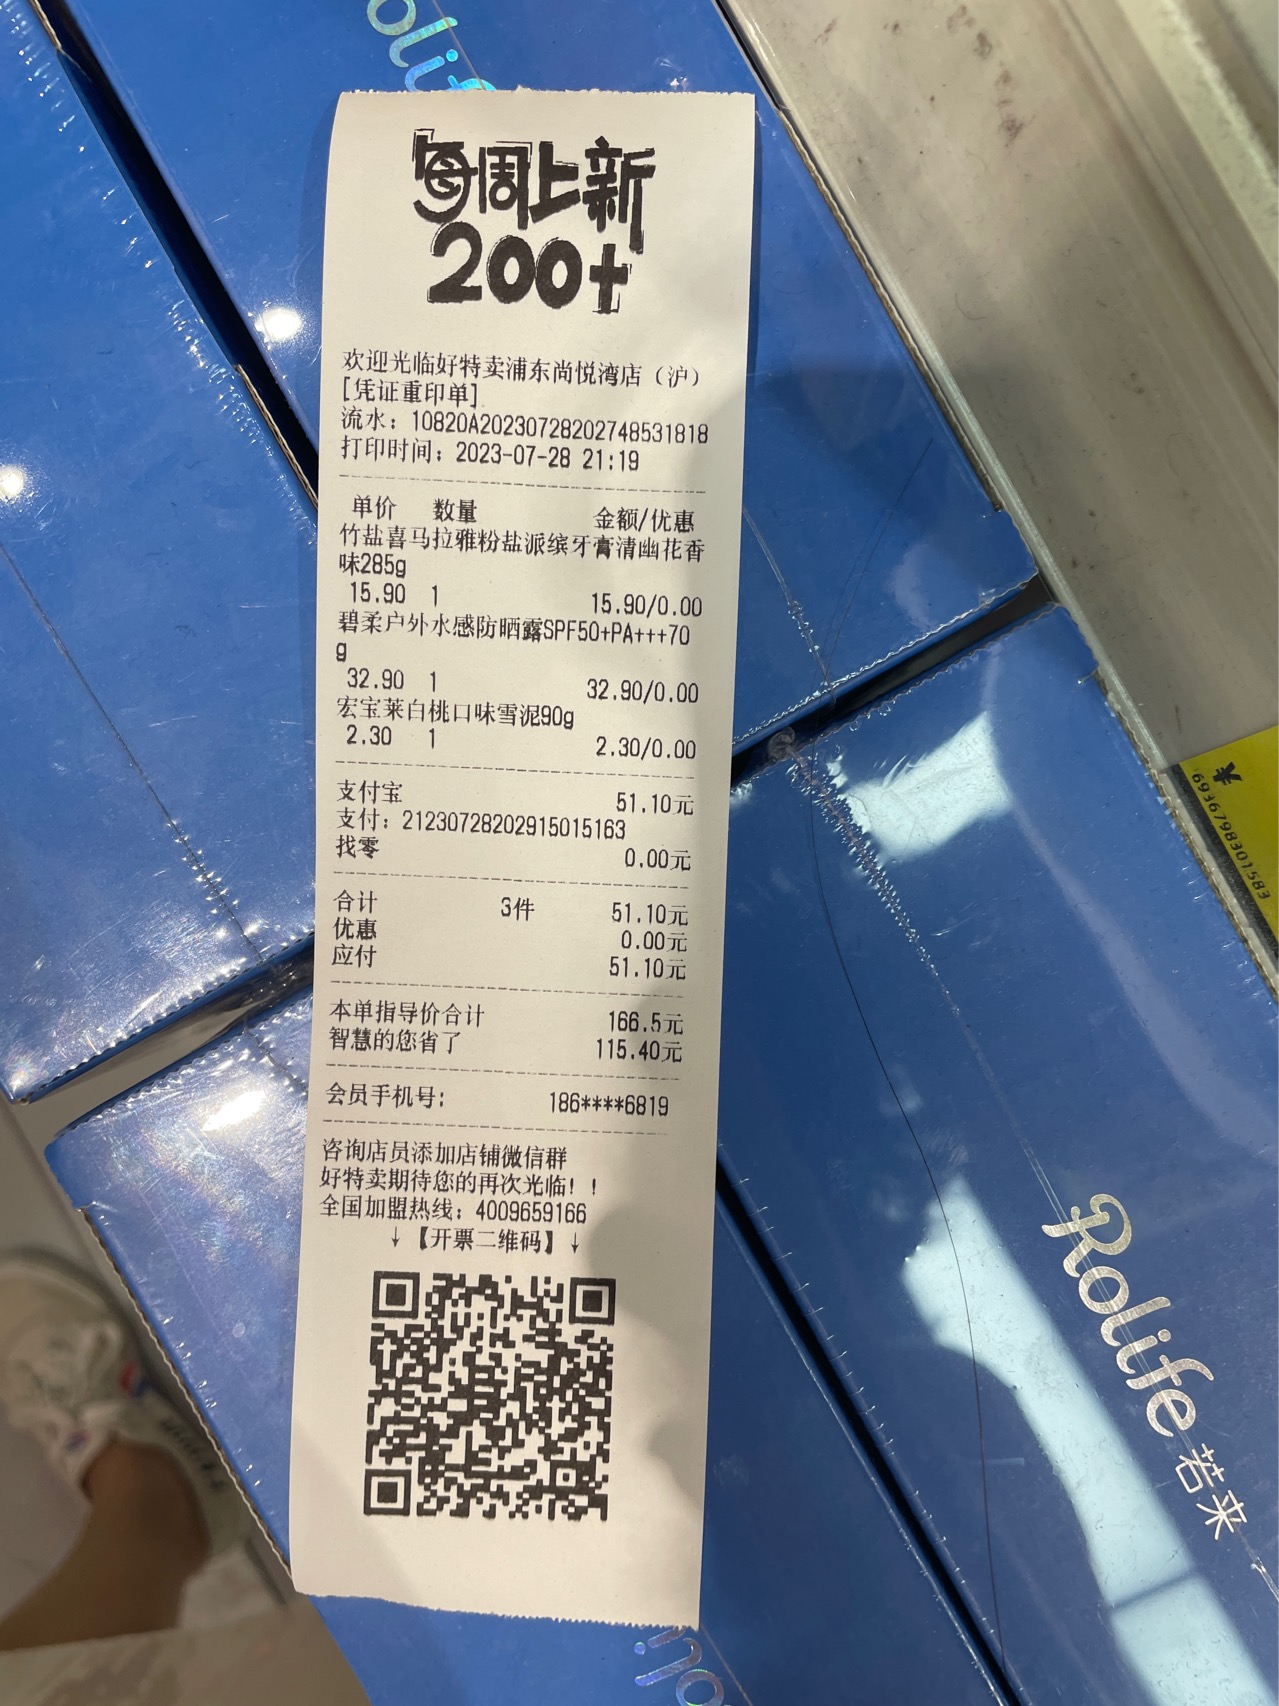 Rolife
每周上新
200+
欢迎光临好特卖浦东尚悦湾店（沪）
[凭证重印单]
流水：10820A20230728202748531818
打印时间：2023-07-28 21:19
单价 数量 金额/优惠
竹盐喜马拉雅粉盐派缤牙膏清幽花香
味285g
15.90 1 15.90/0.00
碧柔户外水感防晒露SPF50+PA+++70
g
32.90 1 32.90/0.00
宏宝莱白桃口味雪泥90g
2.30 1 2.30/0.00
支付宝 51.10元
支付：21230728202915015163
找零 0.00元
合计 3件 51.10元
优惠 0.00元
应付 51.10元
本单指导价合计 166.5元
智慧的您省了 115.40元
会员手机号： 186****6819
咨询店员添加店铺微信群
好特卖期待您的再次光临！！
全国加盟热线：4009659166
↓【开票二维码】↓
6936798301583
Rolife 若来